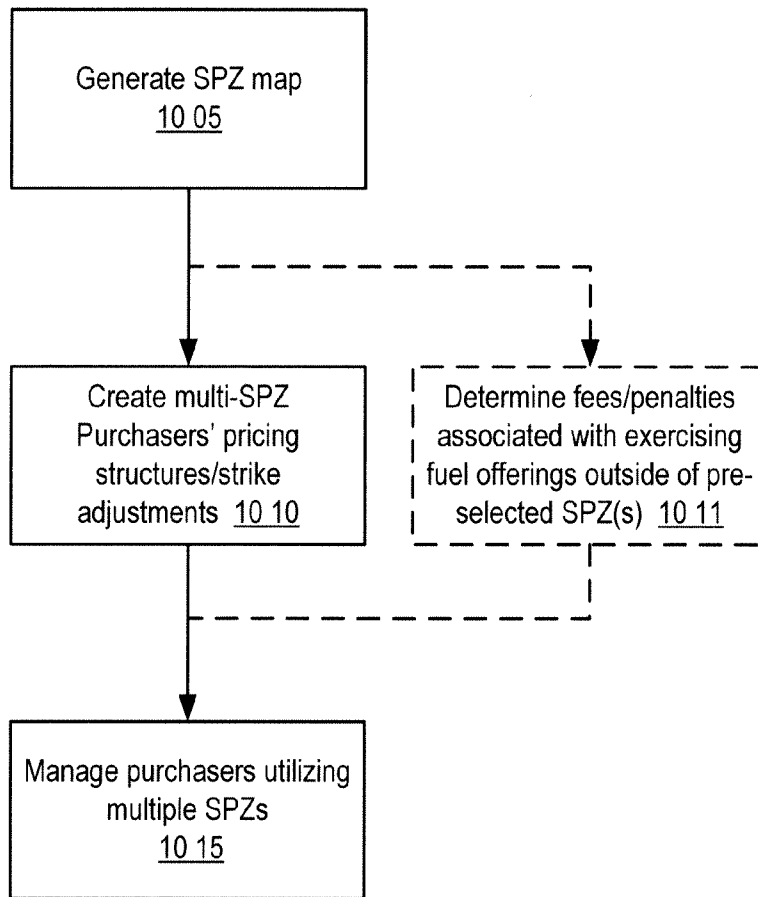 Generate SPZ map
10 05
Create multi-SPZ
Purchasers' pricing
structures/strike
adjustments 10 10
Determine fees/penalties
associated with exercising
fuel offerings outside of pre-
selected SPZ(s) 10 11
Manage purchasers utilizing
multiple SPZs
10 15